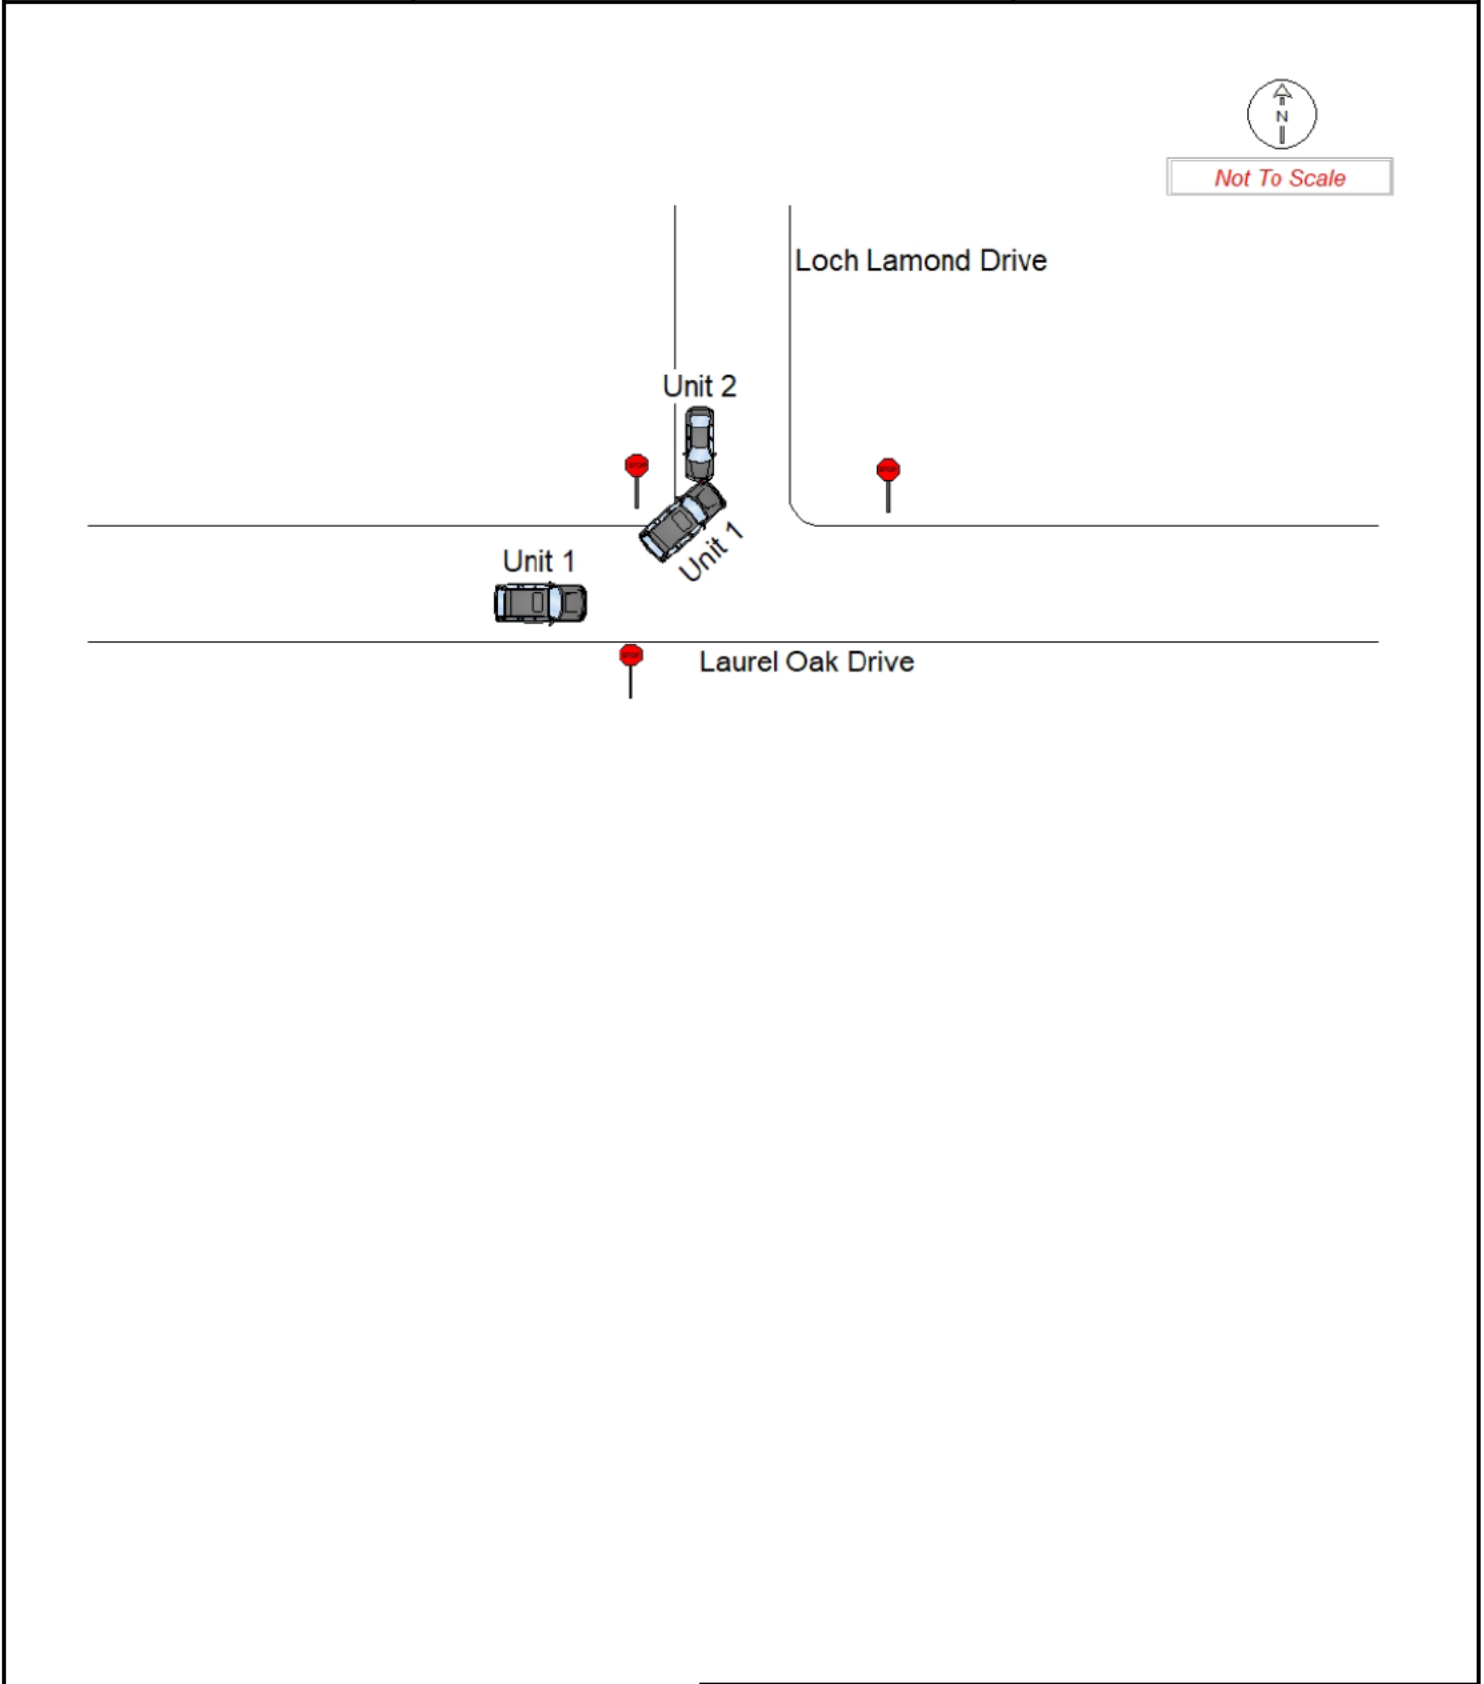 N
Not To Scale
Loch Lamond Drive
Unit 2
Unit 1
Unit 1
Laurel Oak Drive